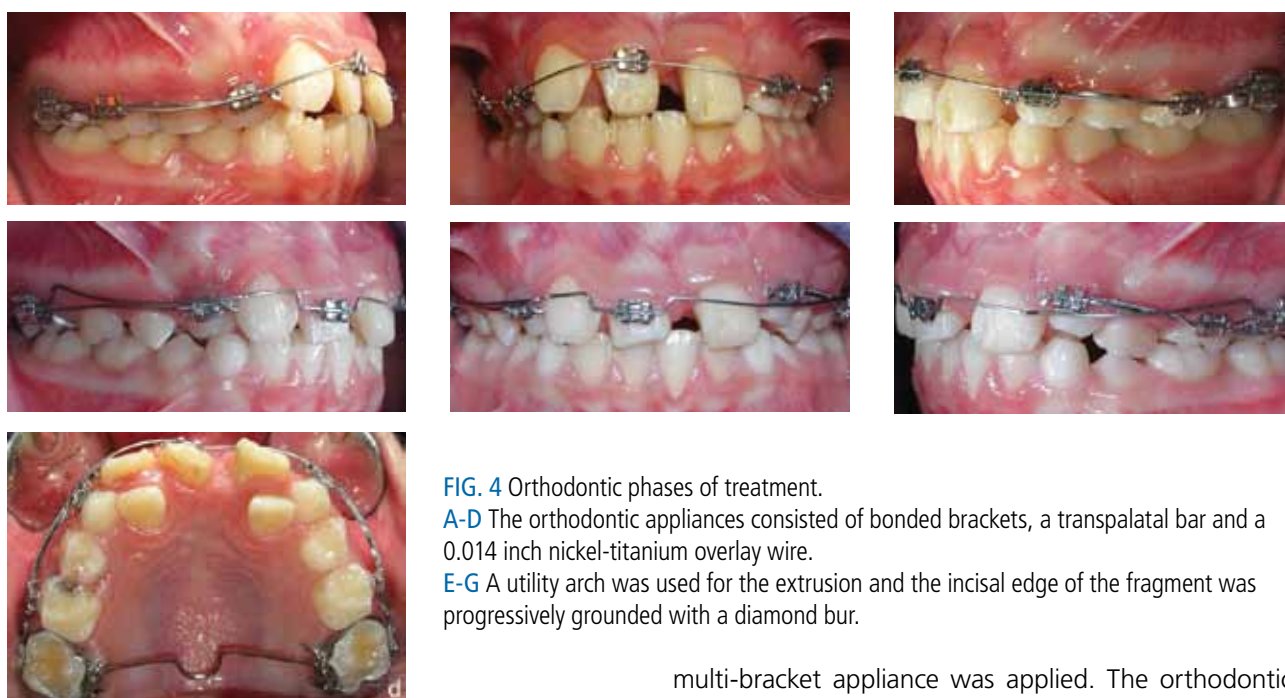 d
FIG. 4 Orthodontic phases of treatment.
A-D The orthodontic appliances consisted of bonded brackets, a transpalatal bar and a
0.014 inch nickel-titanium overlay wire.
E-G A utility arch was used for the extrusion and the incisal edge of the fragment was
progressively grounded with a diamond bur.
multi-bracket appliance was applied. The orthodontic